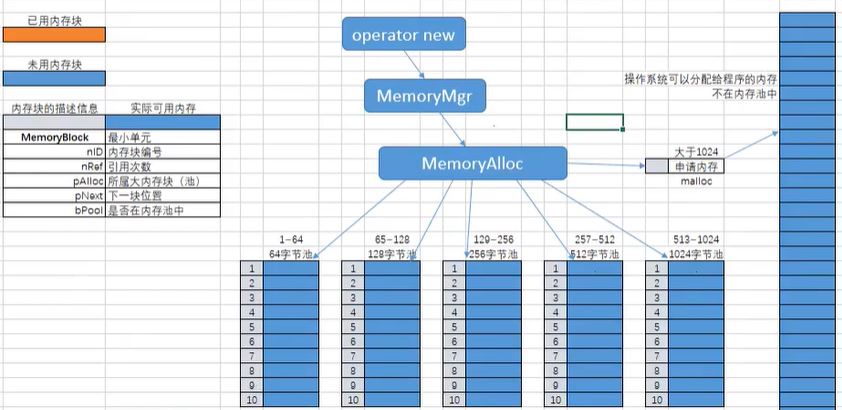 已用内存块
operator new
未用内存块
操作系统可以分配给程序的内存
不在内存池中
MemoryMgr
内存块的描述信息 实际可用内存
MemoryBlock 最小单元
nID 内存块编号
nRef 引用次数
pAlloc 所属大内存块（池）
pNext 下一块位置
bPool 是否在内存池中
MemoryAlloc
大于1024
申请内存
malloc
1-64 65-128 129-256 257-512 513-1024
64字节池 128字节池 256字节池 512字节池 1024字节池
1 1 1 1 1
2 2 2 2 2
3 3 3 3 3
4 4 4 4 4
5 5 5 5 5
6 6 6 6 6
7 7 7 7 7
8 8 8 8 8
9 9 9 9 9
10 10 10 10 10